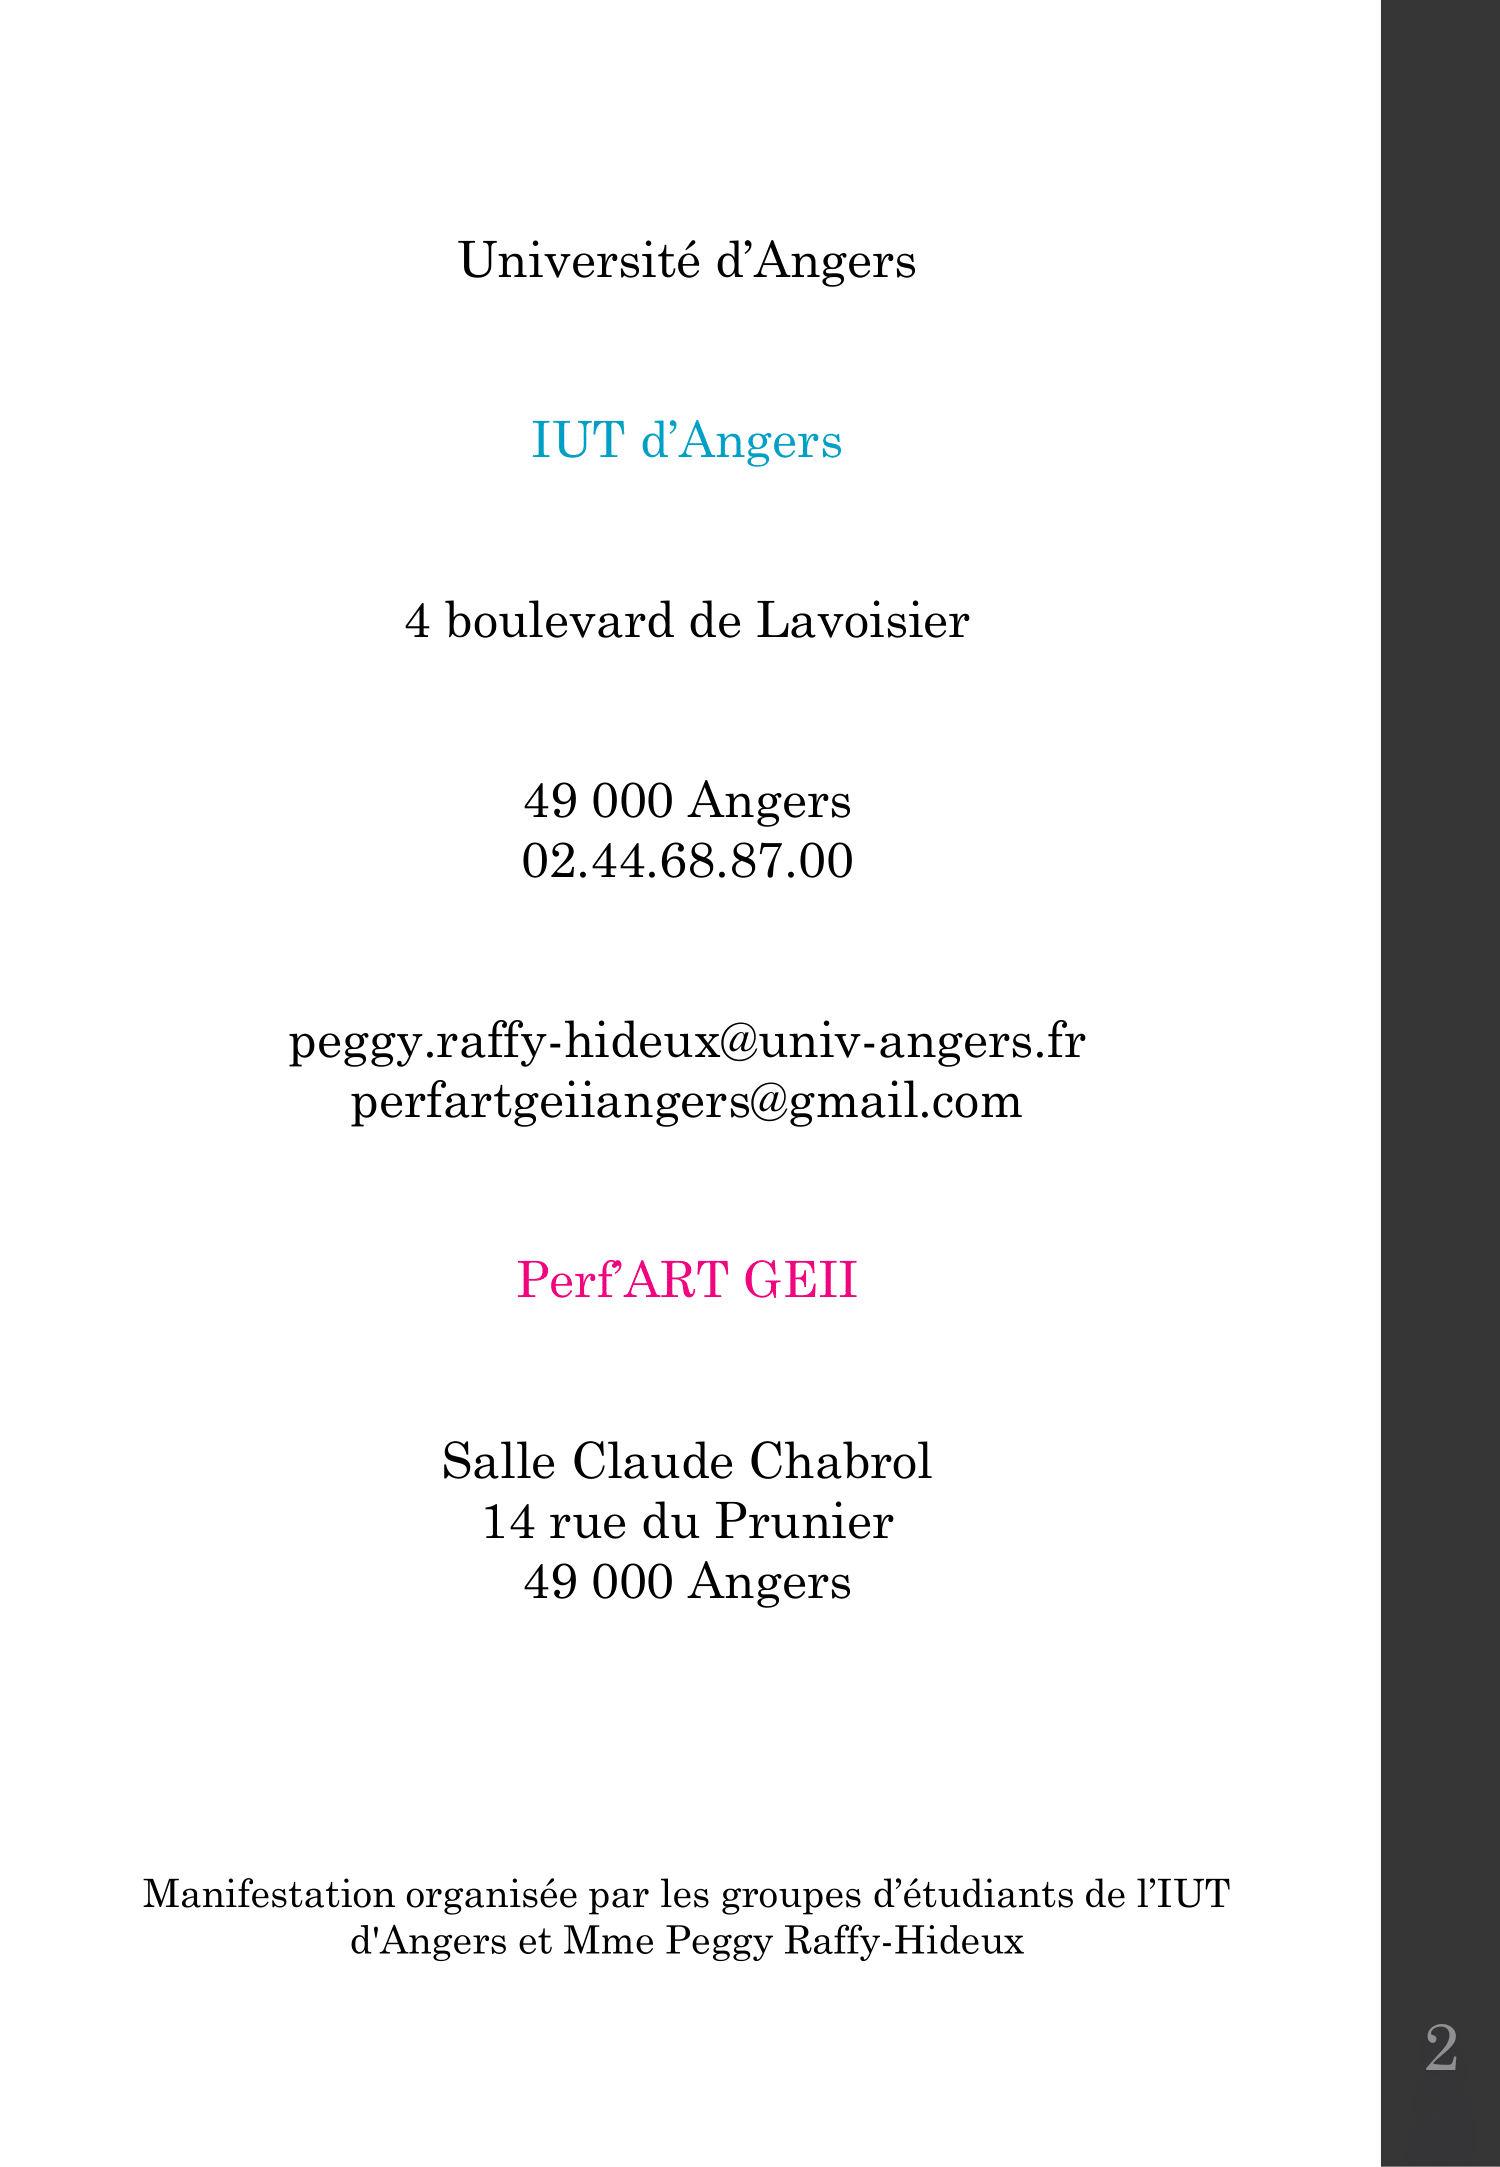 Université d’Angers
IUT d’Angers
4 boulevard de Lavoisier
49 000 Angers
02.44.68.87.00
peggy.raffy-hideux@univ-angers.fr
perfartgeiiangers@gmail.com
Perf’ART GEII
Salle Claude Chabrol
14 rue du Prunier
49 000 Angers
Manifestation organisée par les groupes d’étudiants de l’IUT
d'Angers et Mme Peggy Raffy-Hideux
2